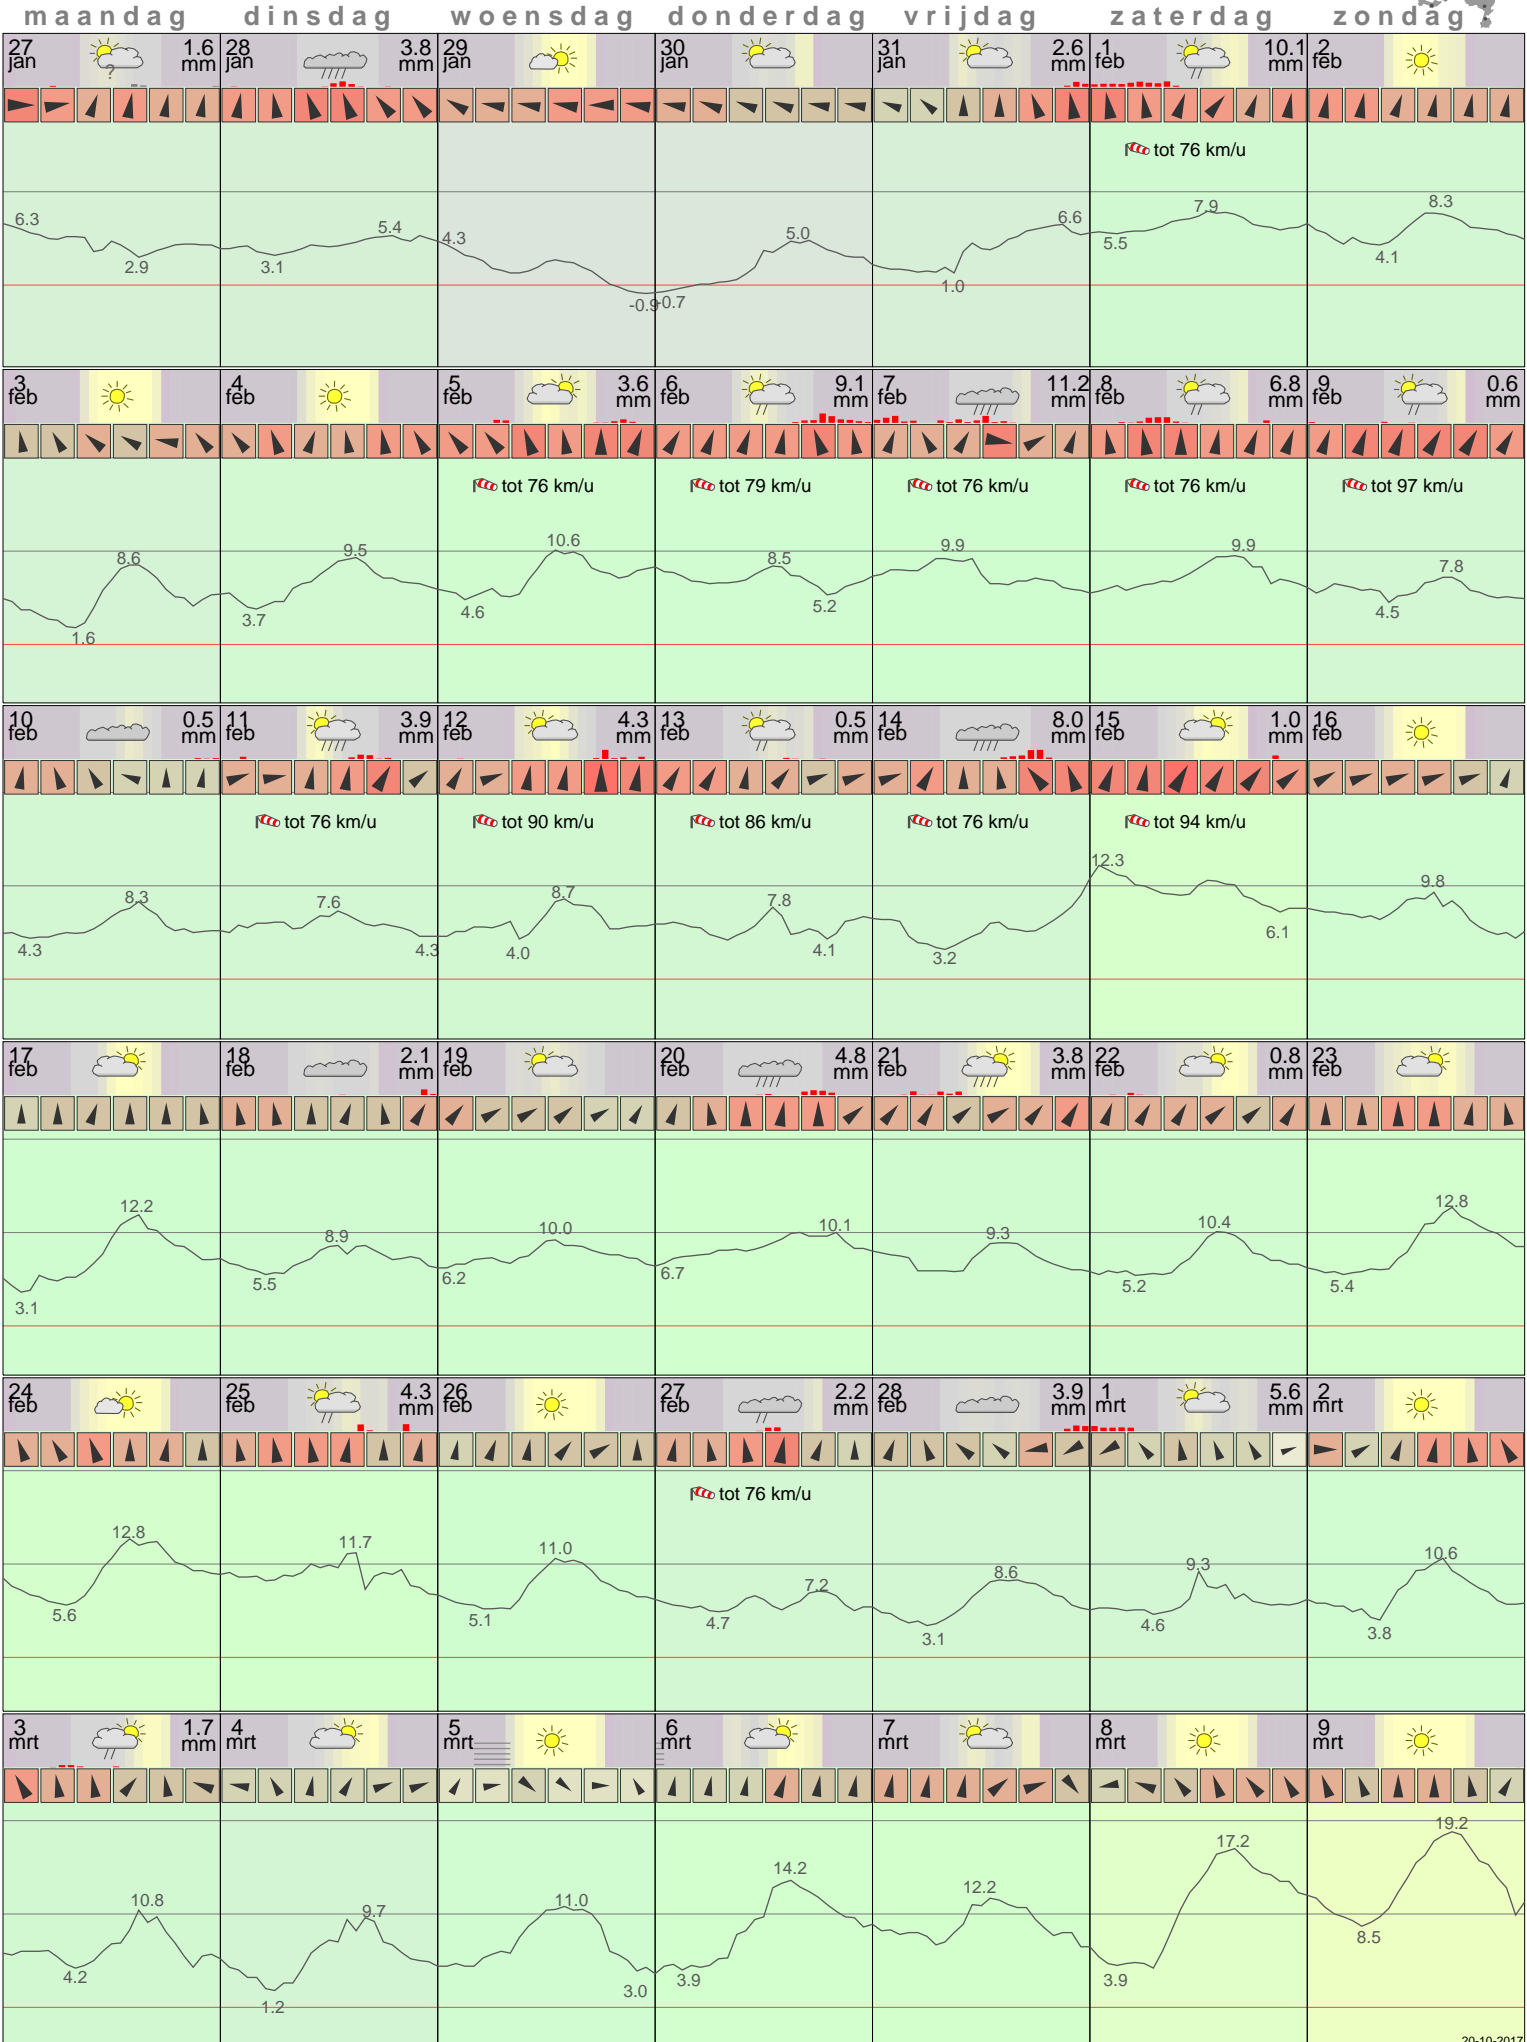 maandag dinsdag woensdag donderdag vrijdag zaterdag zondag
27 jan 1.6 mm 28 jan 3.8 mm 29 jan 30 jan 31 jan 2.6 mm 1 feb 10.1 mm 2 feb
?
tot 76 km/u
6.3 2.9 3.1 5.4 4.3 -0.9 -0.7 5.0 1.0 6.6 5.5 7.9 4.1 8.3
3 feb 4 feb 5 feb 3.6 mm 6 feb 9.1 mm 7 feb 11.2 mm 8 feb 6.8 mm 9 feb 0.6 mm
tot 76 km/u tot 79 km/u tot 76 km/u tot 76 km/u tot 97 km/u
1.6 8.6 3.7 9.5 4.6 10.6 8.5 5.2 9.9 9.9 4.5 7.8
10 feb 0.5 mm 11 feb 3.9 mm 12 feb 4.3 mm 13 feb 0.5 mm 14 feb 8.0 mm 15 feb 1.0 mm 16 feb
tot 76 km/u tot 90 km/u tot 86 km/u tot 76 km/u tot 94 km/u
4.3 8.3 7.6 4.3 4.0 8.7 7.8 4.1 3.2 12.3 6.1 9.8
17 feb 18 feb 2.1 mm 19 feb 20 feb 4.8 mm 21 feb 3.8 mm 22 feb 0.8 mm 23 feb
3.1 12.2 5.5 8.9 6.2 10.0 6.7 10.1 9.3 5.2 10.4 5.4 12.8
24 feb 25 feb 4.3 mm 26 feb 27 feb 2.2 mm 28 feb 3.9 mm 1 mrt 5.6 mm 2 mrt
tot 76 km/u
5.6 12.8 11.7 5.1 11.0 4.7 7.2 3.1 8.6 4.6 9.3 3.8 10.6
3 mrt 1.7 mm 4 mrt 5 mrt 6 mrt 7 mrt 8 mrt 9 mrt
4.2 10.8 1.2 9.7 11.0 3.0 3.9 14.2 12.2 3.9 17.2 8.5 19.2
20-10-2017